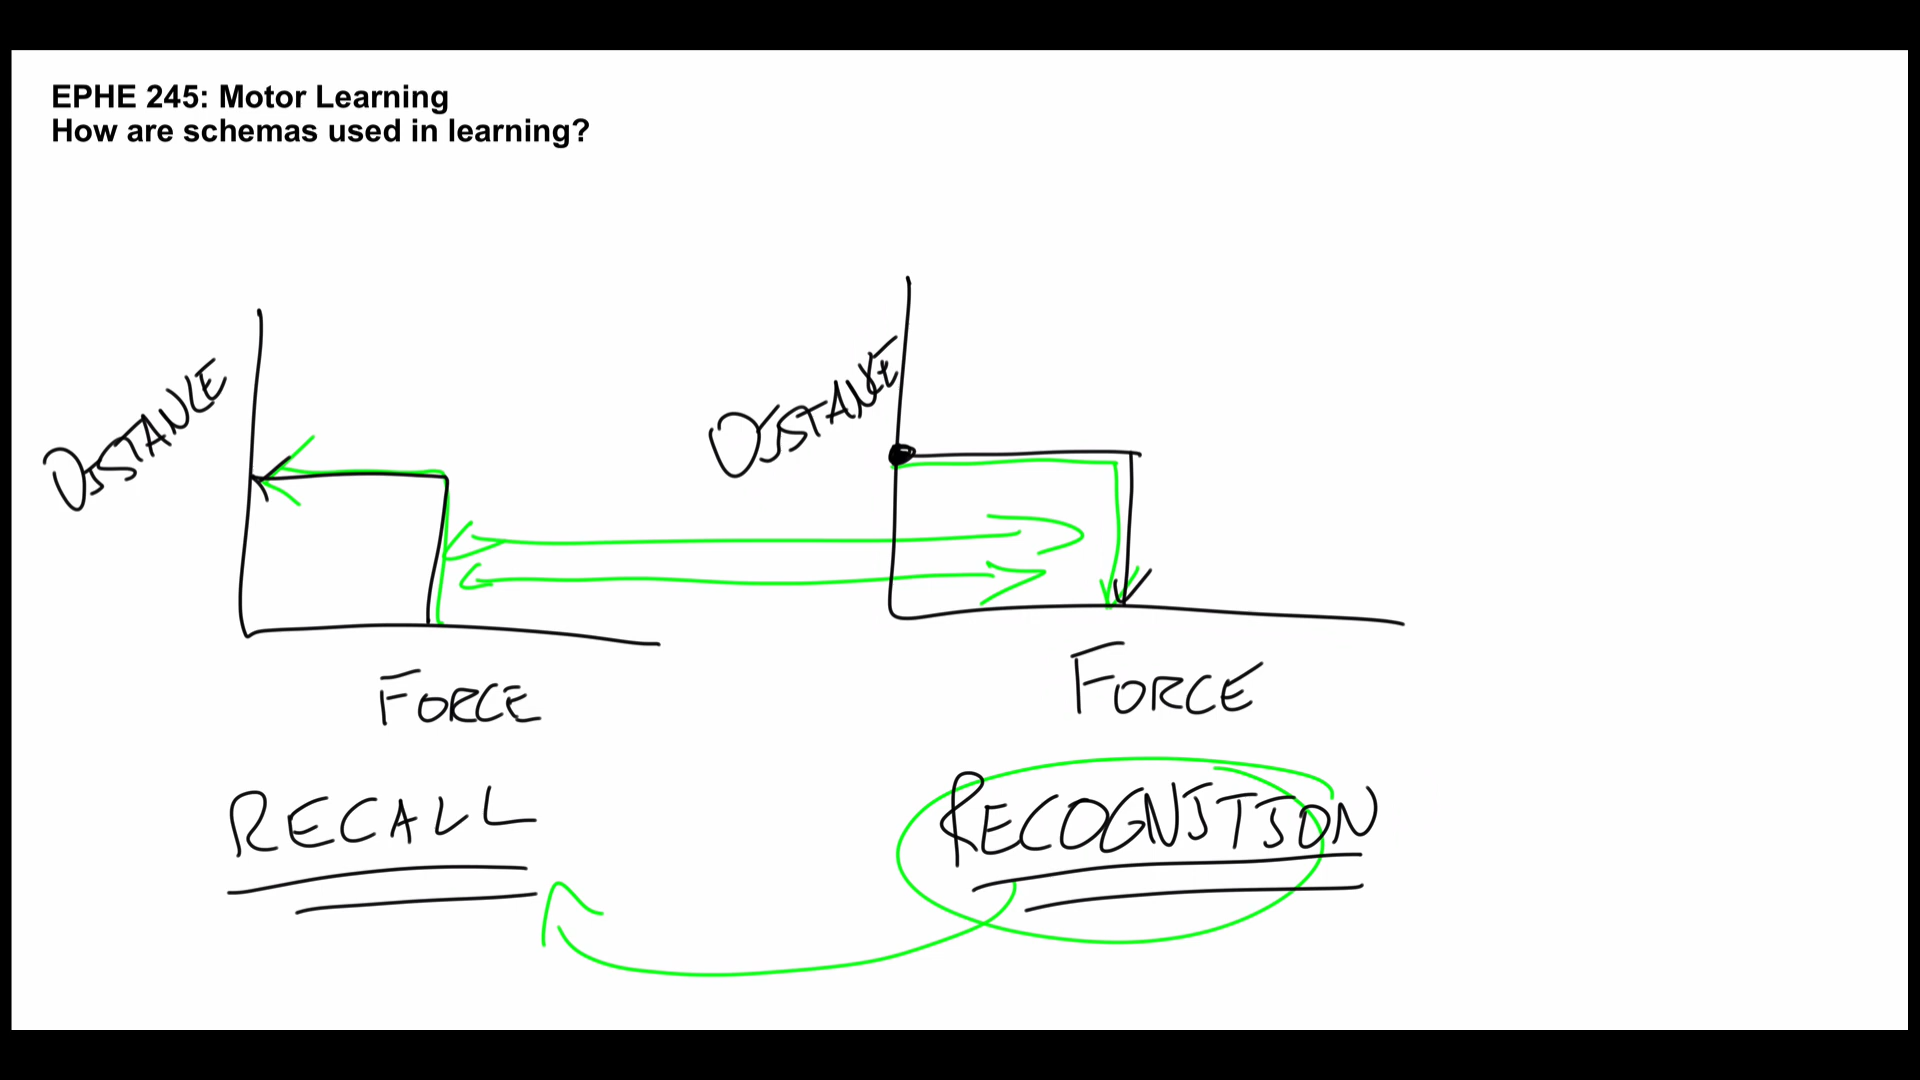 EPHE 245: Motor Learning
How are schemas used in learning?
DISTANCE
DISTANCE
FORCE
FORCE
RECALL
RECOGNITION